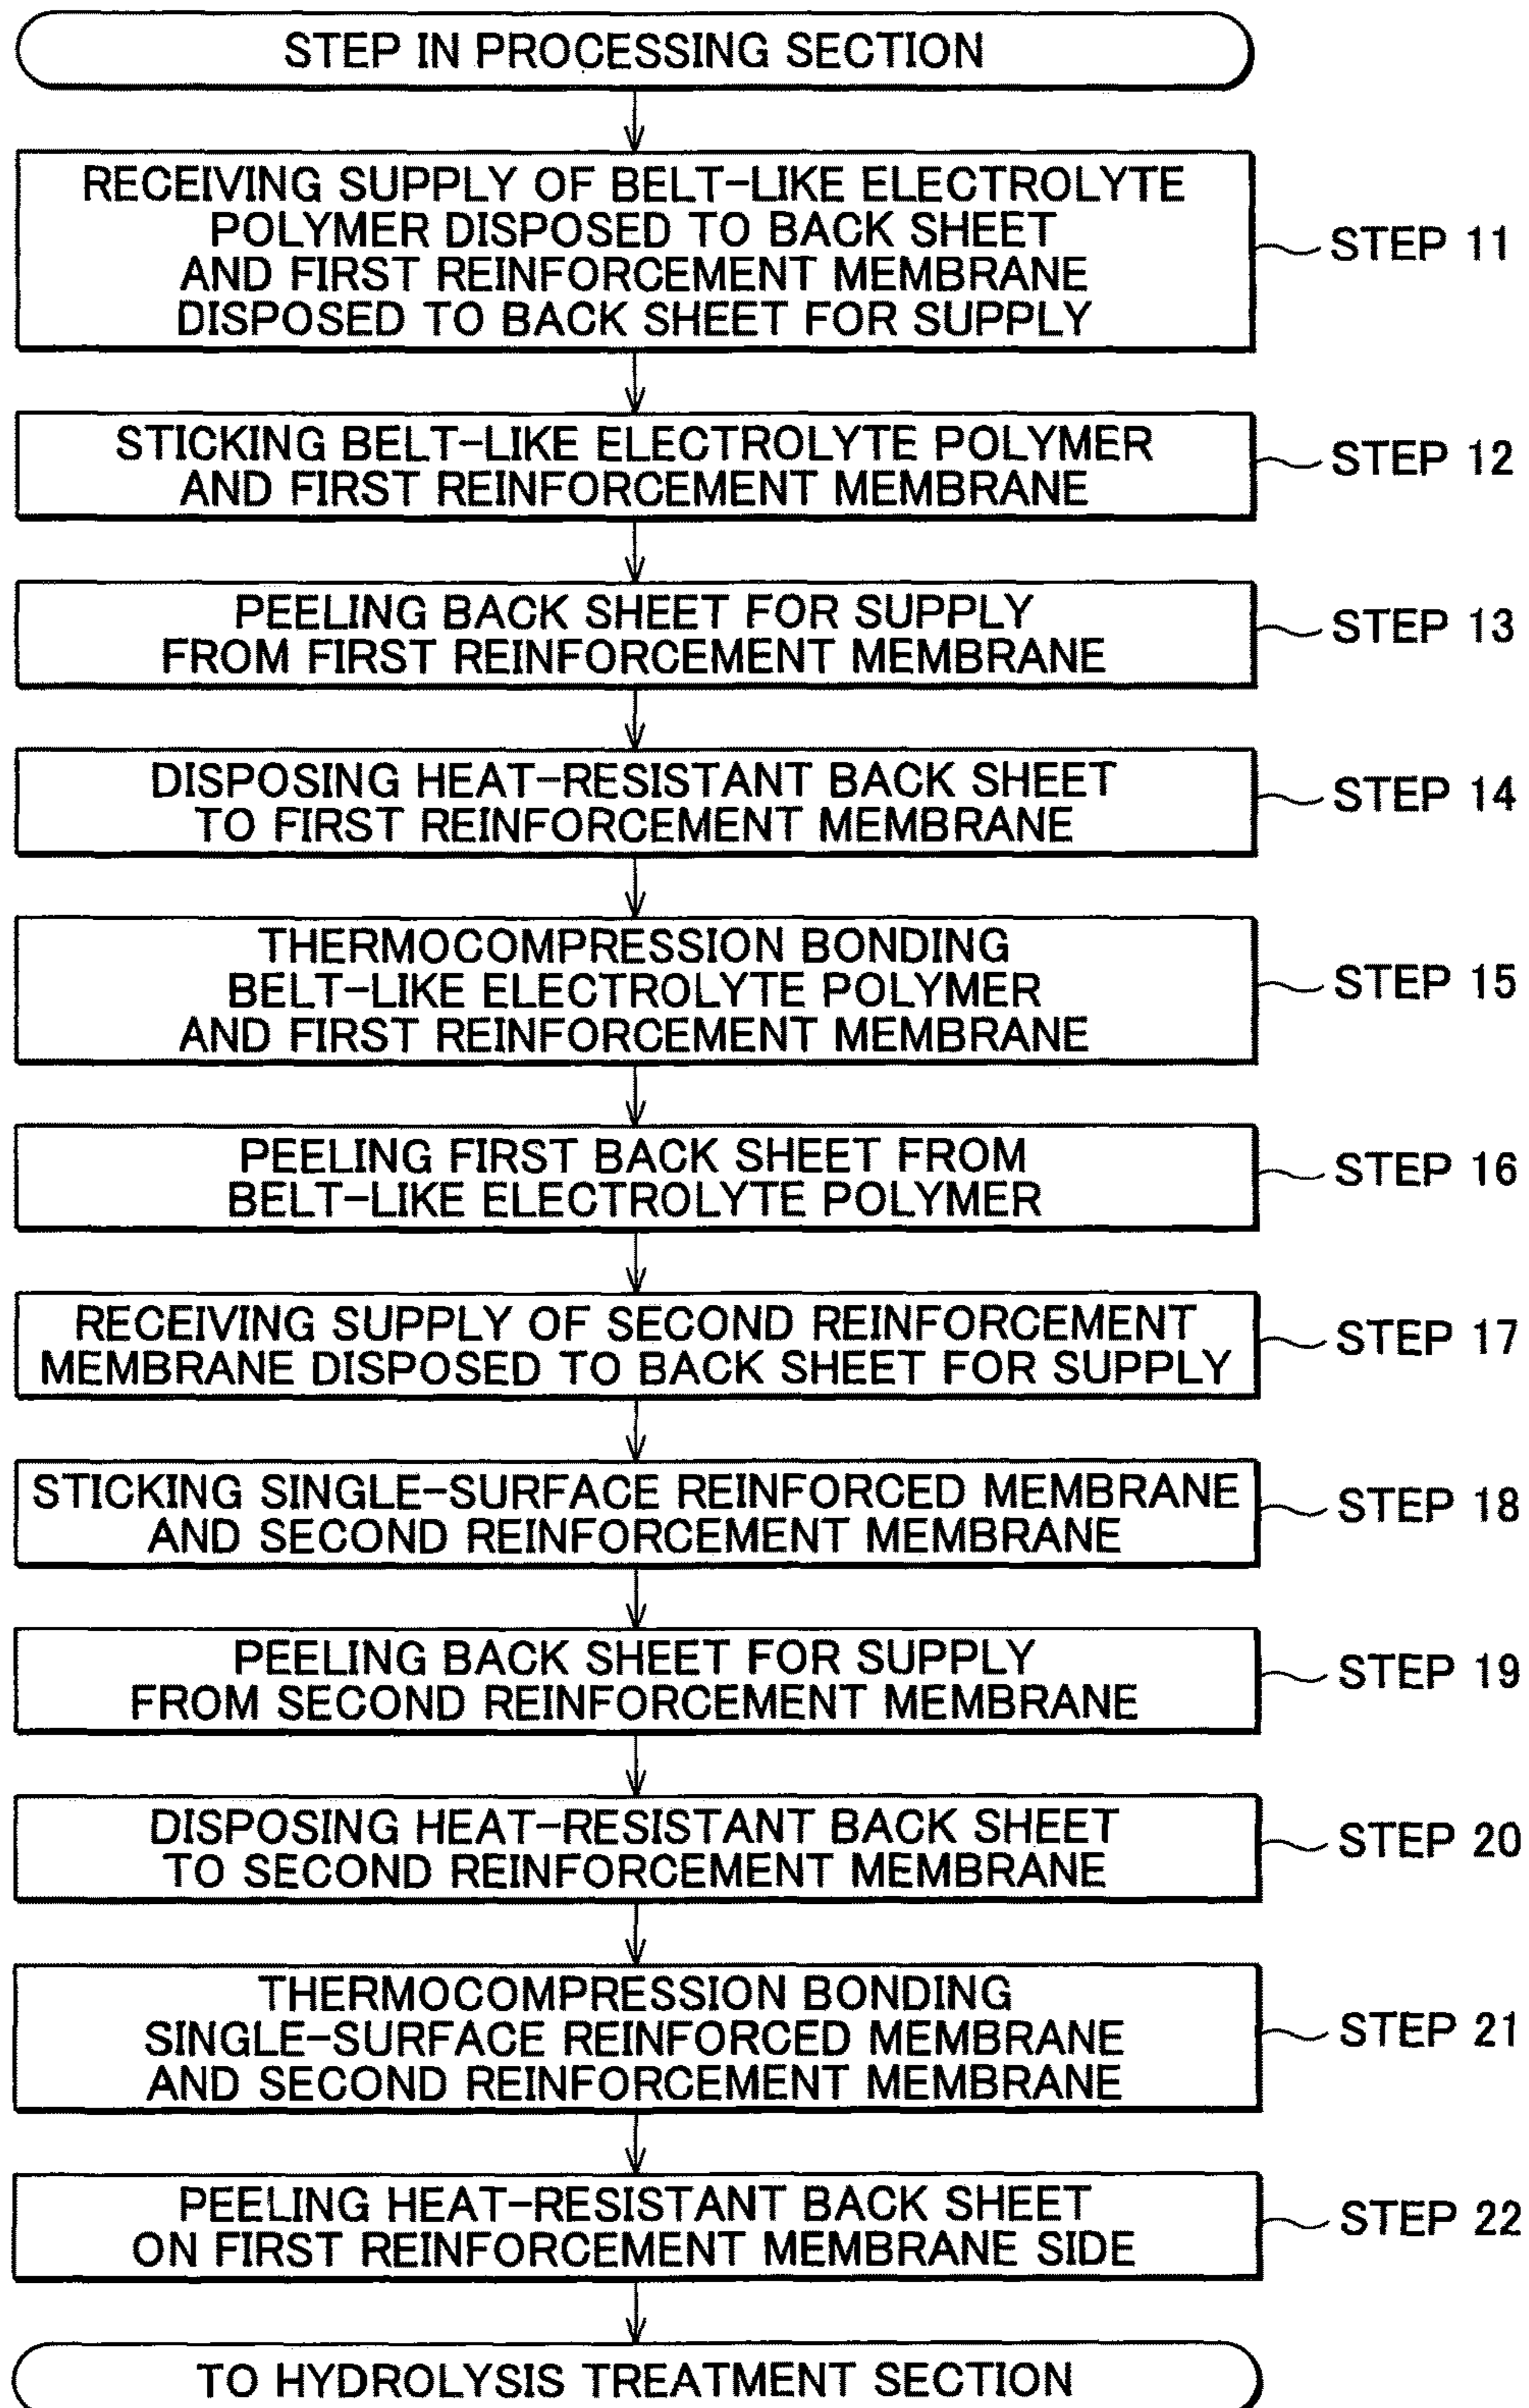 STEP IN PROCESSING SECTION
RECEIVING SUPPLY OF BELT-LIKE ELECTROLYTE
POLYMER DISPOSED TO BACK SHEET
AND FIRST REINFORCEMENT MEMBRANE
DISPOSED TO BACK SHEET FOR SUPPLY
STEP 11
STICKING BELT-LIKE ELECTROLYTE POLYMER
AND FIRST REINFORCEMENT MEMBRANE
STEP 12
PEELING BACK SHEET FOR SUPPLY
FROM FIRST REINFORCEMENT MEMBRANE
STEP 13
DISPOSING HEAT-RESISTANT BACK SHEET
TO FIRST REINFORCEMENT MEMBRANE
STEP 14
THERMOCOMPRESSION BONDING
BELT-LIKE ELECTROLYTE POLYMER
AND FIRST REINFORCEMENT MEMBRANE
STEP 15
PEELING FIRST BACK SHEET FROM
BELT-LIKE ELECTROLYTE POLYMER
STEP 16
RECEIVING SUPPLY OF SECOND REINFORCEMENT
MEMBRANE DISPOSED TO BACK SHEET FOR SUPPLY
STEP 17
STICKING SINGLE-SURFACE REINFORCED MEMBRANE
AND SECOND REINFORCEMENT MEMBRANE
STEP 18
PEELING BACK SHEET FOR SUPPLY
FROM SECOND REINFORCEMENT MEMBRANE
STEP 19
DISPOSING HEAT-RESISTANT BACK SHEET
TO SECOND REINFORCEMENT MEMBRANE
STEP 20
THERMOCOMPRESSION BONDING
SINGLE-SURFACE REINFORCED MEMBRANE
AND SECOND REINFORCEMENT MEMBRANE
STEP 21
PEELING HEAT-RESISTANT BACK SHEET
ON FIRST REINFORCEMENT MEMBRANE SIDE
STEP 22
TO HYDROLYSIS TREATMENT SECTION